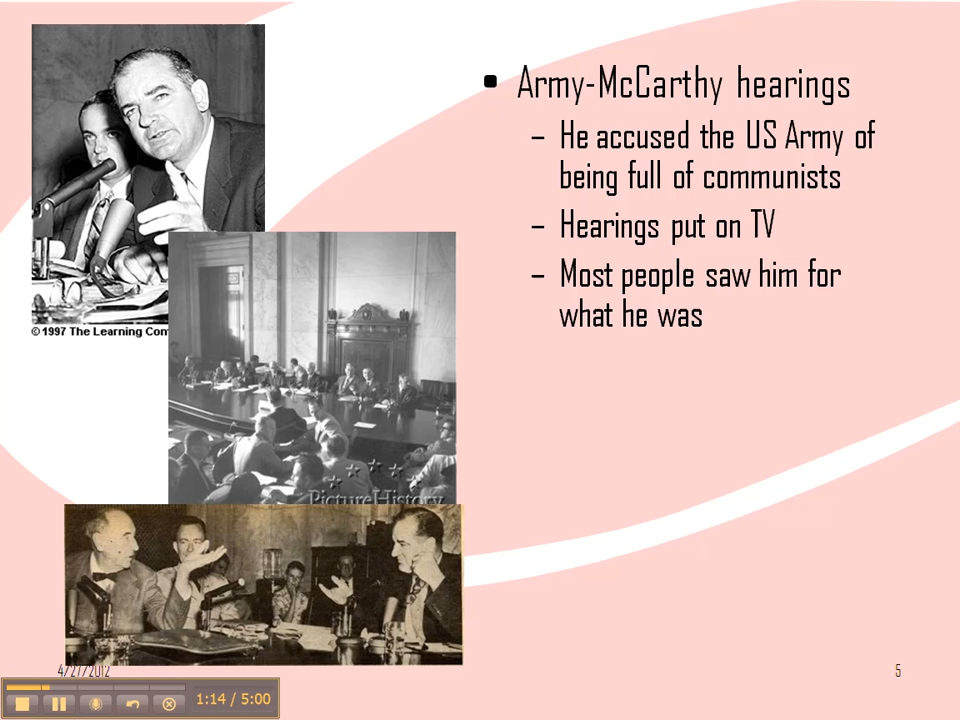 • Army-McCarthy hearings
– He accused the US Army of
being full of communists
– Hearings put on TV
– Most people saw him for
what he was
© 1997 The Learning Com
PictureHistory
4/27/2012
5
1:14 / 5:00